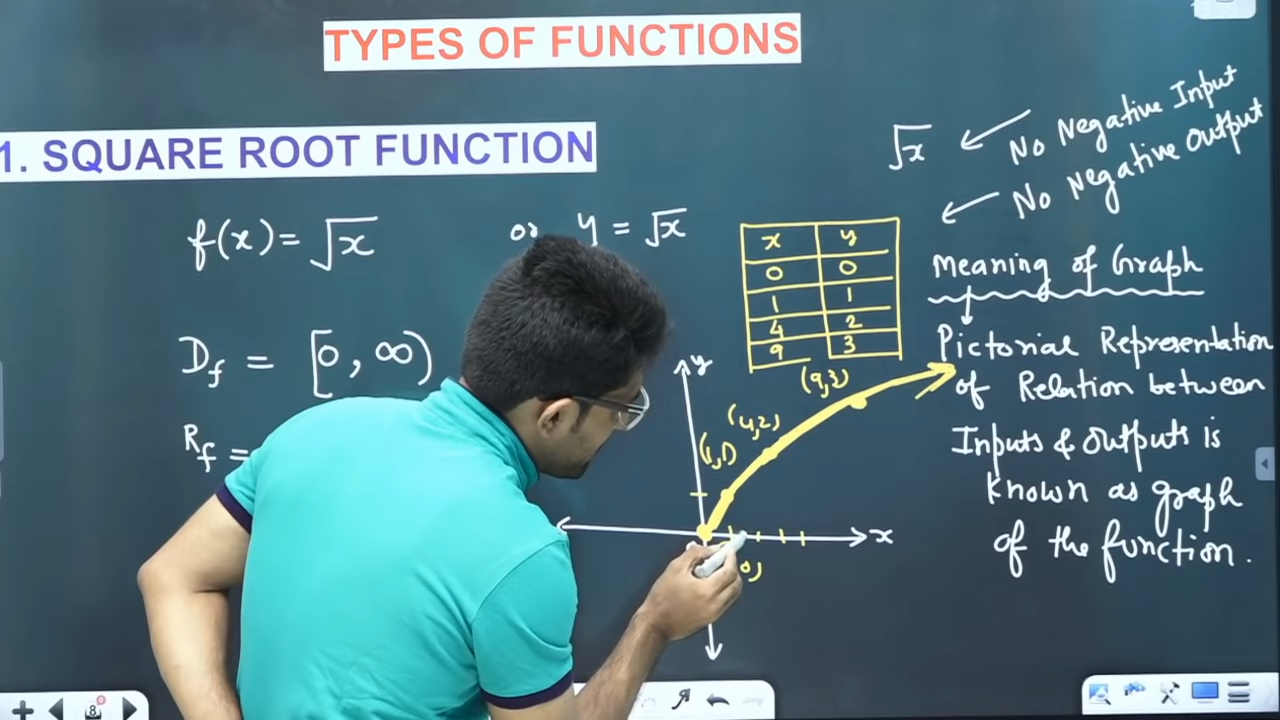 TYPES OF FUNCTIONS
1. SQUARE ROOT FUNCTION
f(x) = √x
or y = √x
D_f = [0, ∞)
R_f =
x y
0 0
1 1
4 2
9 3
y
(9,3)
(4,2)
(1,1)
x
√x
No Negative Input
No Negative Output
Meaning of Graph
Pictorial Representation
of Relation between
Inputs & Outputs is
known as graph
of the function.
8